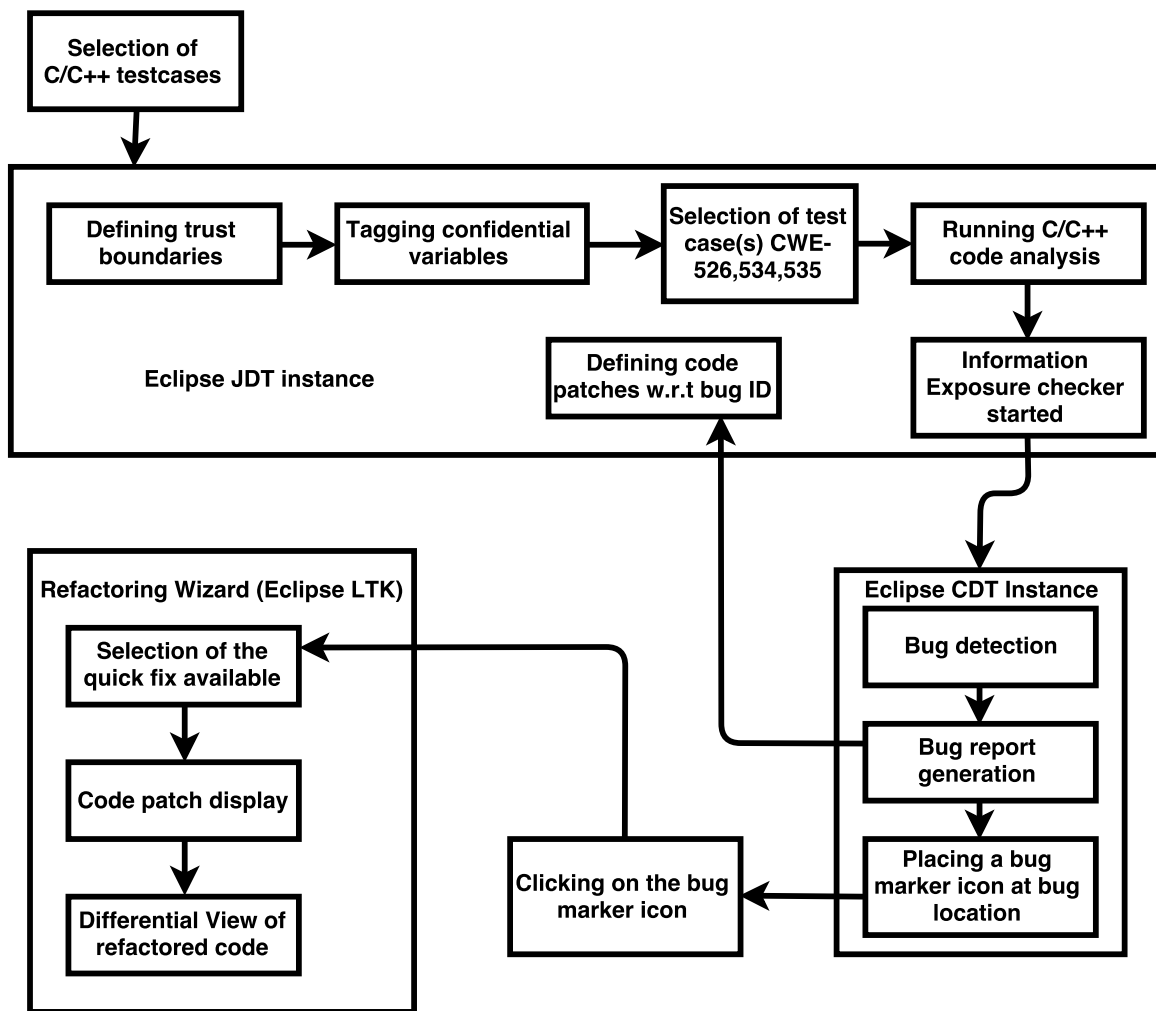 Selection of
C/C++ testcases
Defining trust
boundaries
Tagging confidential
variables
Selection of test
case(s) CWE-
526,534,535
Running C/C++
code analysis
Eclipse JDT instance
Defining code
patches w.r.t bug ID
Information
Exposure checker
started
Eclipse CDT Instance
Bug detection
Bug report
generation
Placing a bug
marker icon at bug
location
Clicking on the bug
marker icon
Refactoring Wizard (Eclipse LTK)
Selection of the
quick fix available
Code patch display
Differential View of
refactored code